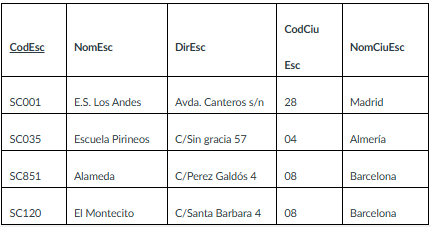 CodEsc NomEsc DirEsc CodCiu Esc NomCiuEsc
SC001 E.S. Los Andes Avda. Canteros s/n 28 Madrid
SC035 Escuela Pirineos C/Sin gracia 57 04 Almería
SC851 Alameda C/Perez Galdós 4 08 Barcelona
SC120 El Montecito C/Santa Barbara 4 08 Barcelona